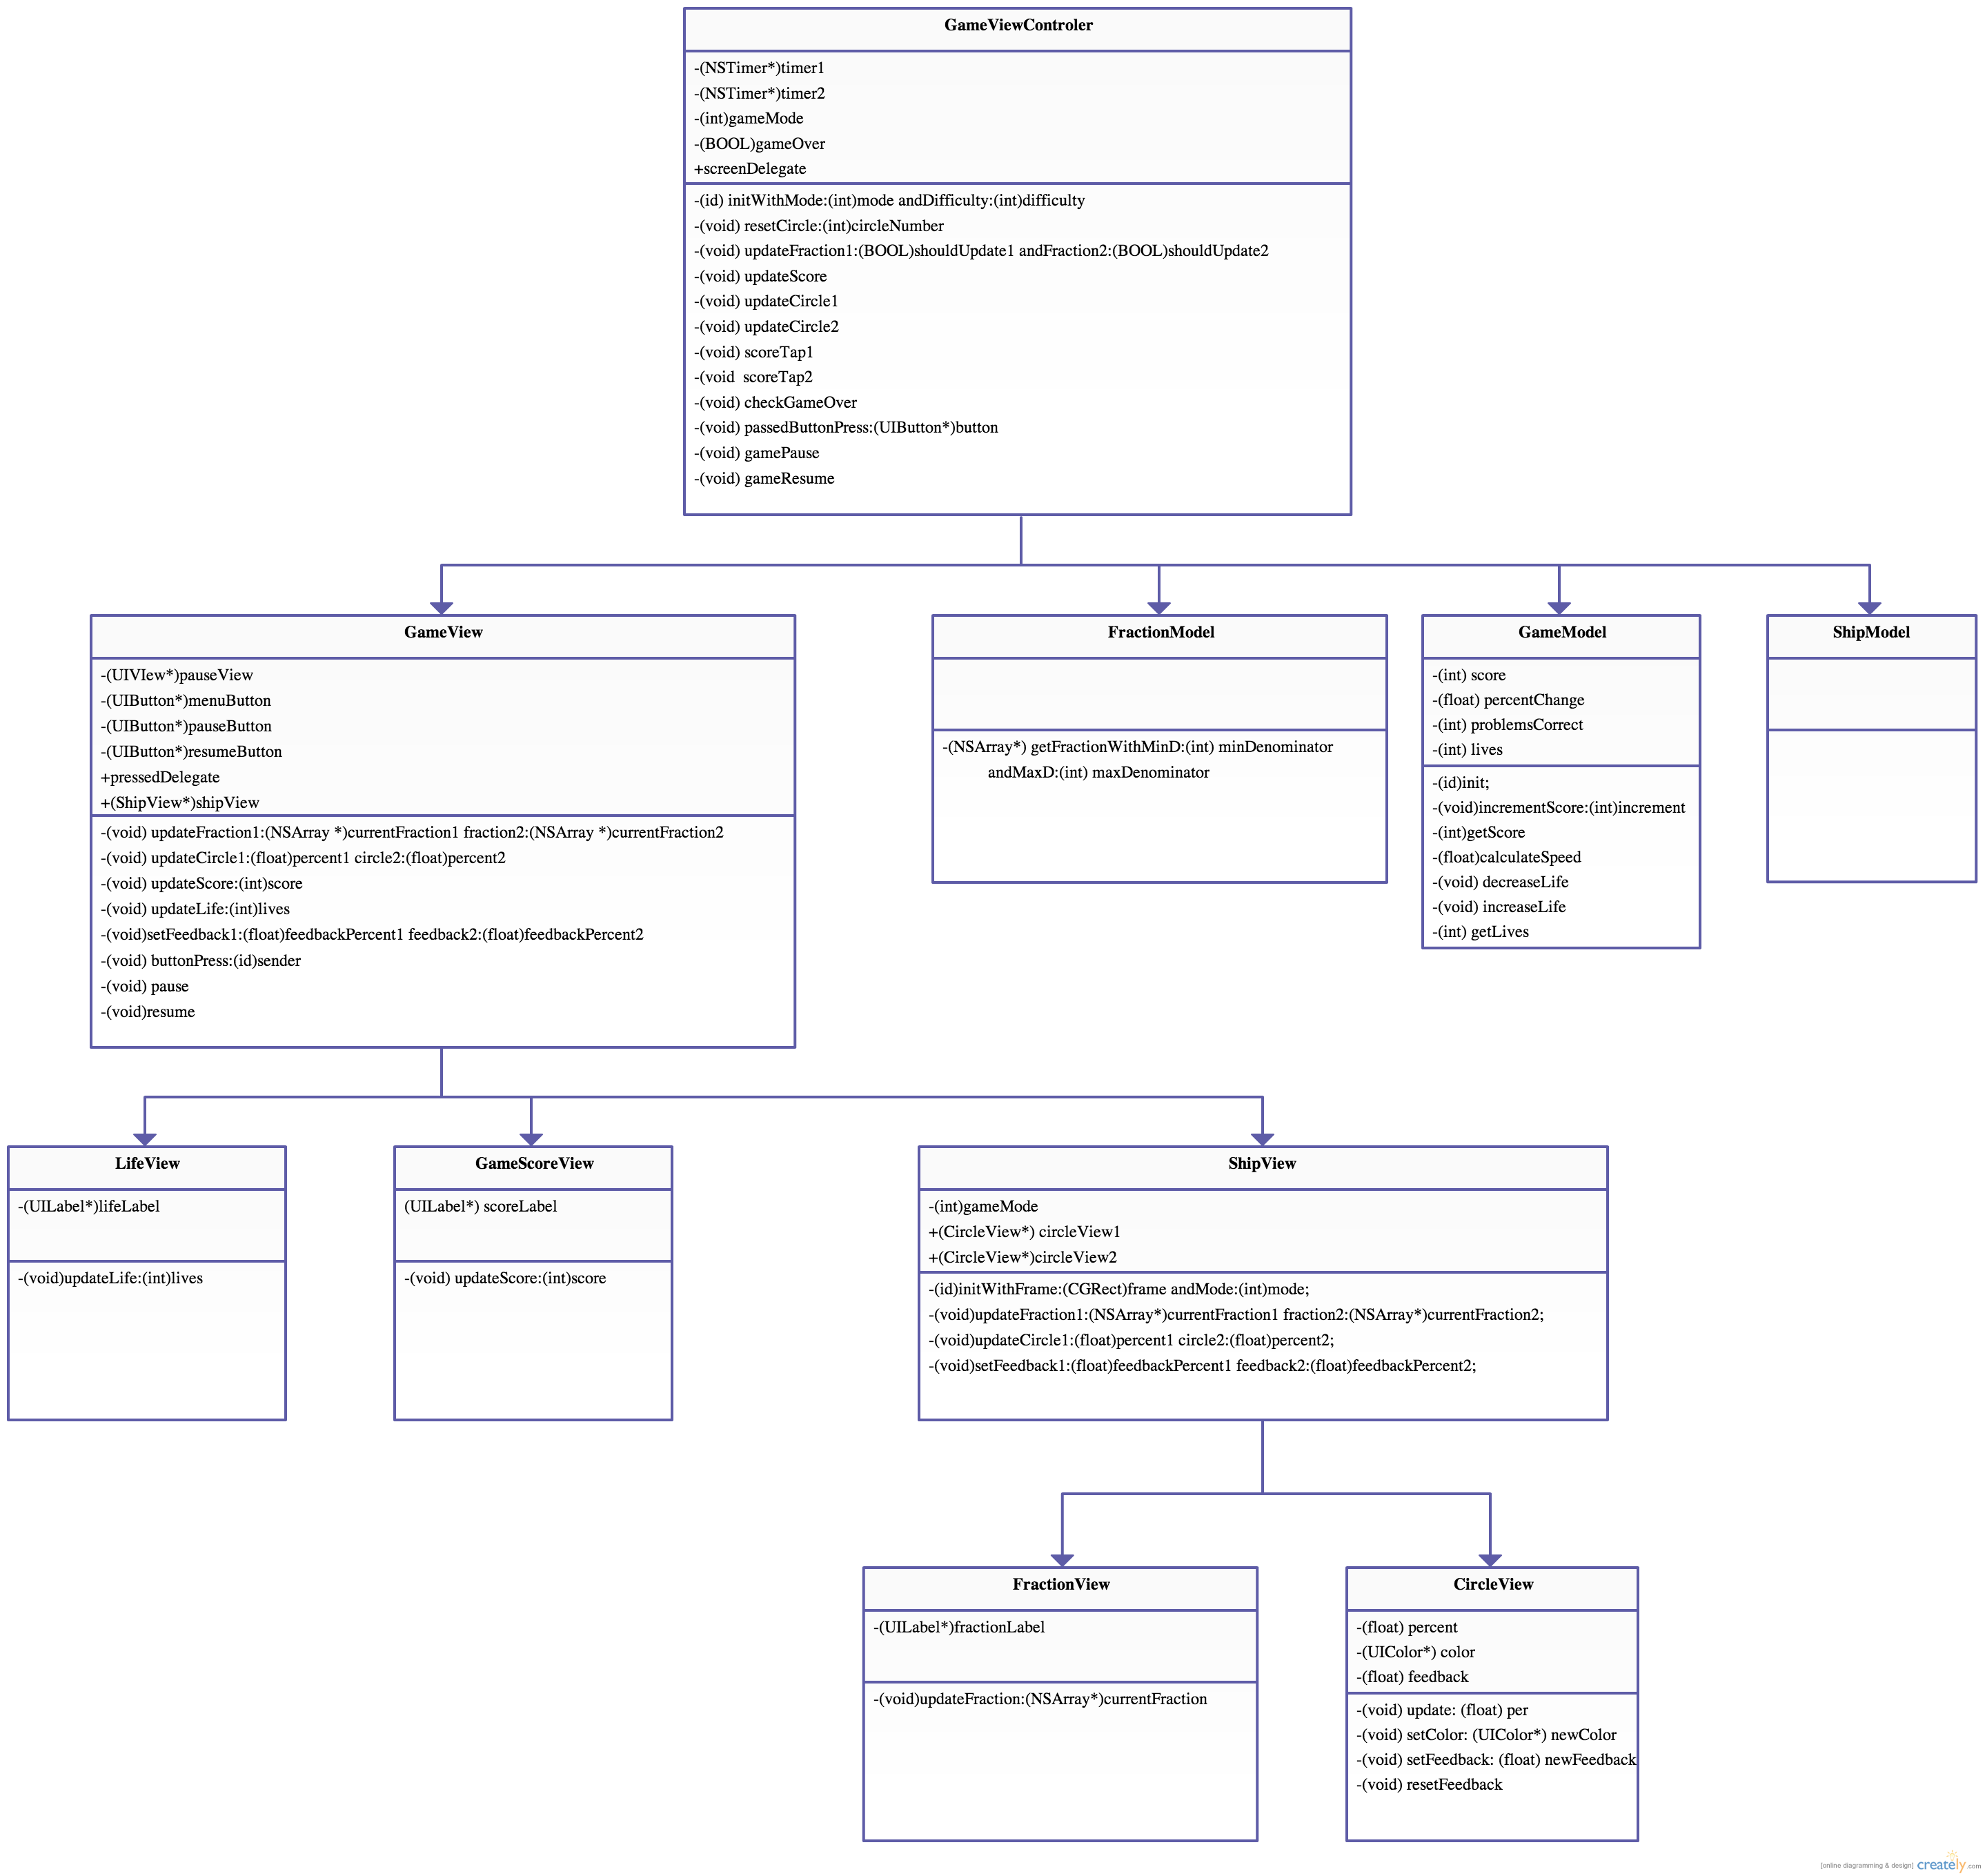 GameViewControler
-(NSTimer*)timer1
-(NSTimer*)timer2
-(int)gameMode
-(BOOL)gameOver
+screenDelegate
-(id) initWithMode:(int)mode andDifficulty:(int)difficulty
-(void) resetCircle:(int)circleNumber
-(void) updateFraction1:(BOOL)shouldUpdate1 andFraction2:(BOOL)shouldUpdate2
-(void) updateScore
-(void) updateCircle1
-(void) updateCircle2
-(void) scoreTap1
-(void  scoreTap2
-(void) checkGameOver
-(void) passedButtonPress:(UIButton*)button
-(void) gamePause
-(void) gameResume
GameView
-(UIVIew*)pauseView
-(UIButton*)menuButton
-(UIButton*)pauseButton
-(UIButton*)resumeButton
+pressedDelegate
+(ShipView*)shipView
-(void) updateFraction1:(NSArray *)currentFraction1 fraction2:(NSArray *)currentFraction2
-(void) updateCircle1:(float)percent1 circle2:(float)percent2
-(void) updateScore:(int)score
-(void) updateLife:(int)lives
-(void)setFeedback1:(float)feedbackPercent1 feedback2:(float)feedbackPercent2
-(void) buttonPress:(id)sender
-(void) pause
-(void)resume
FractionModel
-(NSArray*) getFractionWithMinD:(int) minDenominator
andMaxD:(int) maxDenominator
GameModel
-(int) score
-(float) percentChange
-(int) problemsCorrect
-(int) lives
-(id)init;
-(void)incrementScore:(int)increment
-(int)getScore
-(float)calculateSpeed
-(void) decreaseLife
-(void) increaseLife
-(int) getLives
ShipModel
LifeView
-(UILabel*)lifeLabel
-(void)updateLife:(int)lives
GameScoreView
(UILabel*) scoreLabel
-(void) updateScore:(int)score
ShipView
-(int)gameMode
+(CircleView*) circleView1
+(CircleView*)circleView2
-(id)initWithFrame:(CGRect)frame andMode:(int)mode;
-(void)updateFraction1:(NSArray*)currentFraction1 fraction2:(NSArray*)currentFraction2;
-(void)updateCircle1:(float)percent1 circle2:(float)percent2;
-(void)setFeedback1:(float)feedbackPercent1 feedback2:(float)feedbackPercent2;
FractionView
-(UILabel*)fractionLabel
-(void)updateFraction:(NSArray*)currentFraction
CircleView
-(float) percent
-(UIColor*) color
-(float) feedback
-(void) update: (float) per
-(void) setColor: (UIColor*) newColor
-(void) setFeedback: (float) newFeedback
-(void) resetFeedback
[online diagramming & design] creately.com